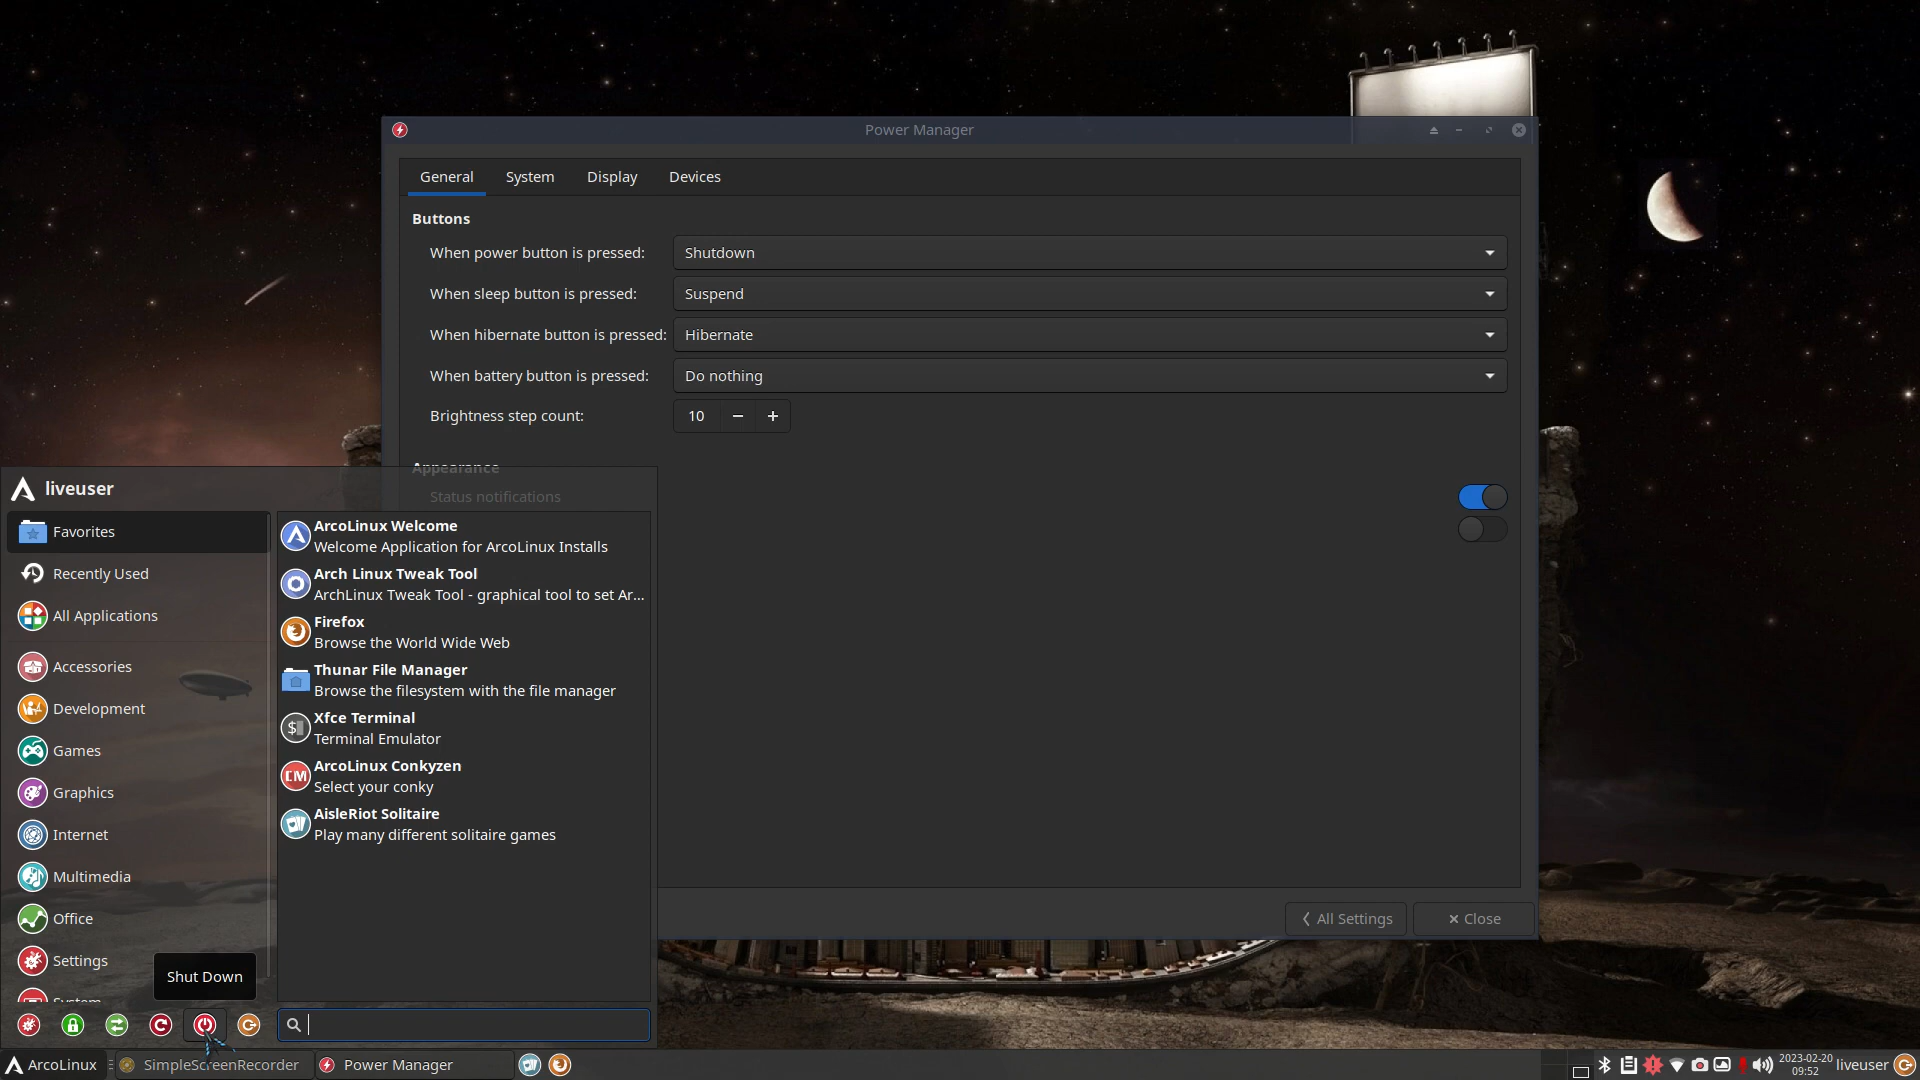 Power Manager
General System Display Devices
Buttons
When power button is pressed: Shutdown
When sleep button is pressed: Suspend
When hibernate button is pressed: Hibernate
When battery button is pressed: Do nothing
Brightness step count: 10
Appearance
Status notifications
All Settings Close
liveuser
Favorites
Recently Used
All Applications
Accessories
Development
Games
Graphics
Internet
Multimedia
Office
Settings
System
Shut Down
ArcoLinux Welcome
Welcome Application for ArcoLinux Installs
Arch Linux Tweak Tool
ArchLinux Tweak Tool - graphical tool to set Ar...
Firefox
Browse the World Wide Web
Thunar File Manager
Browse the filesystem with the file manager
Xfce Terminal
Terminal Emulator
ArcoLinux Conkyzen
Select your conky
AisleRiot Solitaire
Play many different solitaire games
ArcoLinux SimpleScreenRecorder Power Manager
2023-02-20
09:52
liveuser